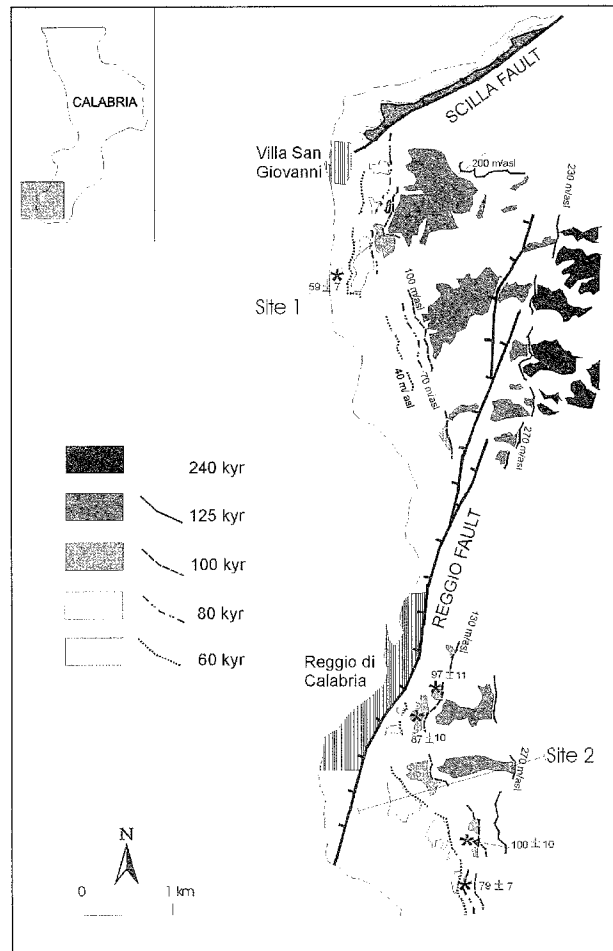 CALABRIA
SCILLA FAULT
Villa San
Giovanni
200 m/asl
230 m/asl
59 ± 7
Site 1
100 m/asl
70 m/asl
40 m/asl
270 m/asl
240 kyr
125 kyr
100 kyr
80 kyr
60 kyr
REGGIO FAULT
130 m/asl
Reggio di
Calabria
97 ± 11
87 ± 10
270 m/asl
Site 2
100 ± 10
79 ± 7
N
0 1 km